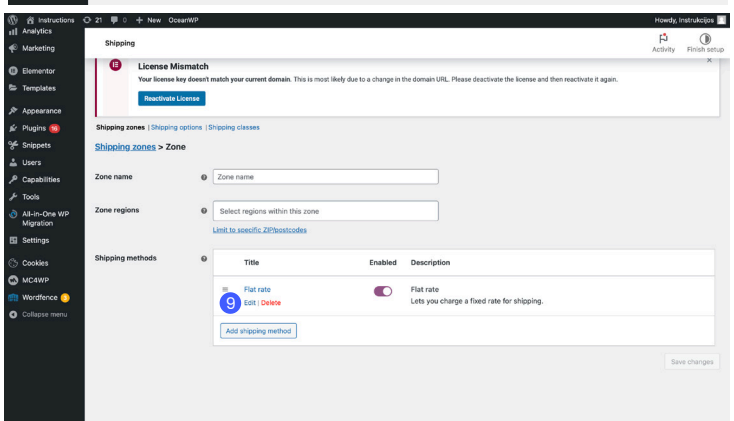 Instructions 21 0 + New OceanWP Howdy, Instrukcijos
Analytics
Marketing
Elementor
Templates
Appearance
Plugins 16
Snippets
Users
Capabilities
Tools
All-in-One WP
Migration
Settings
Cookies
MC4WP
Wordfence 3
Collapse menu
Shipping
Activity Finish setup
License Mismatch
Your license key doesn't match your current domain. This is most likely due to a change in the domain URL. Please deactivate the license and then reactivate it again.
Reactivate License
Shipping zones | Shipping options | Shipping classes
Shipping zones > Zone
Zone name Zone name
Zone regions Select regions within this zone
Limit to specific ZIP/postcodes
Shipping methods
Title Enabled Description
Flat rate Flat rate
9 Edit | Delete Lets you charge a fixed rate for shipping.
Add shipping method
Save changes